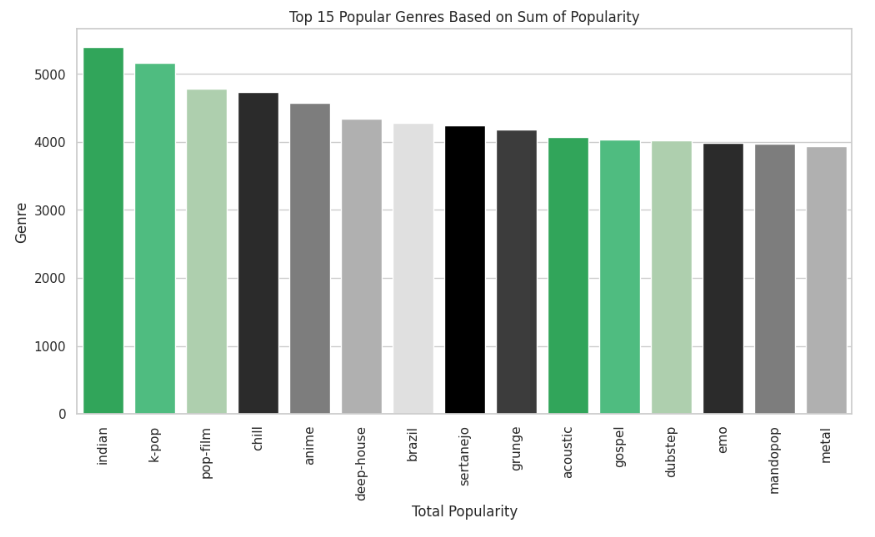 Top 15 Popular Genres Based on Sum of Popularity
Genre
5000
4000
3000
2000
1000
0
indian
k-pop
pop-film
chill
anime
deep-house
brazil
sertanejo
grunge
acoustic
gospel
dubstep
emo
mandopop
metal
Total Popularity